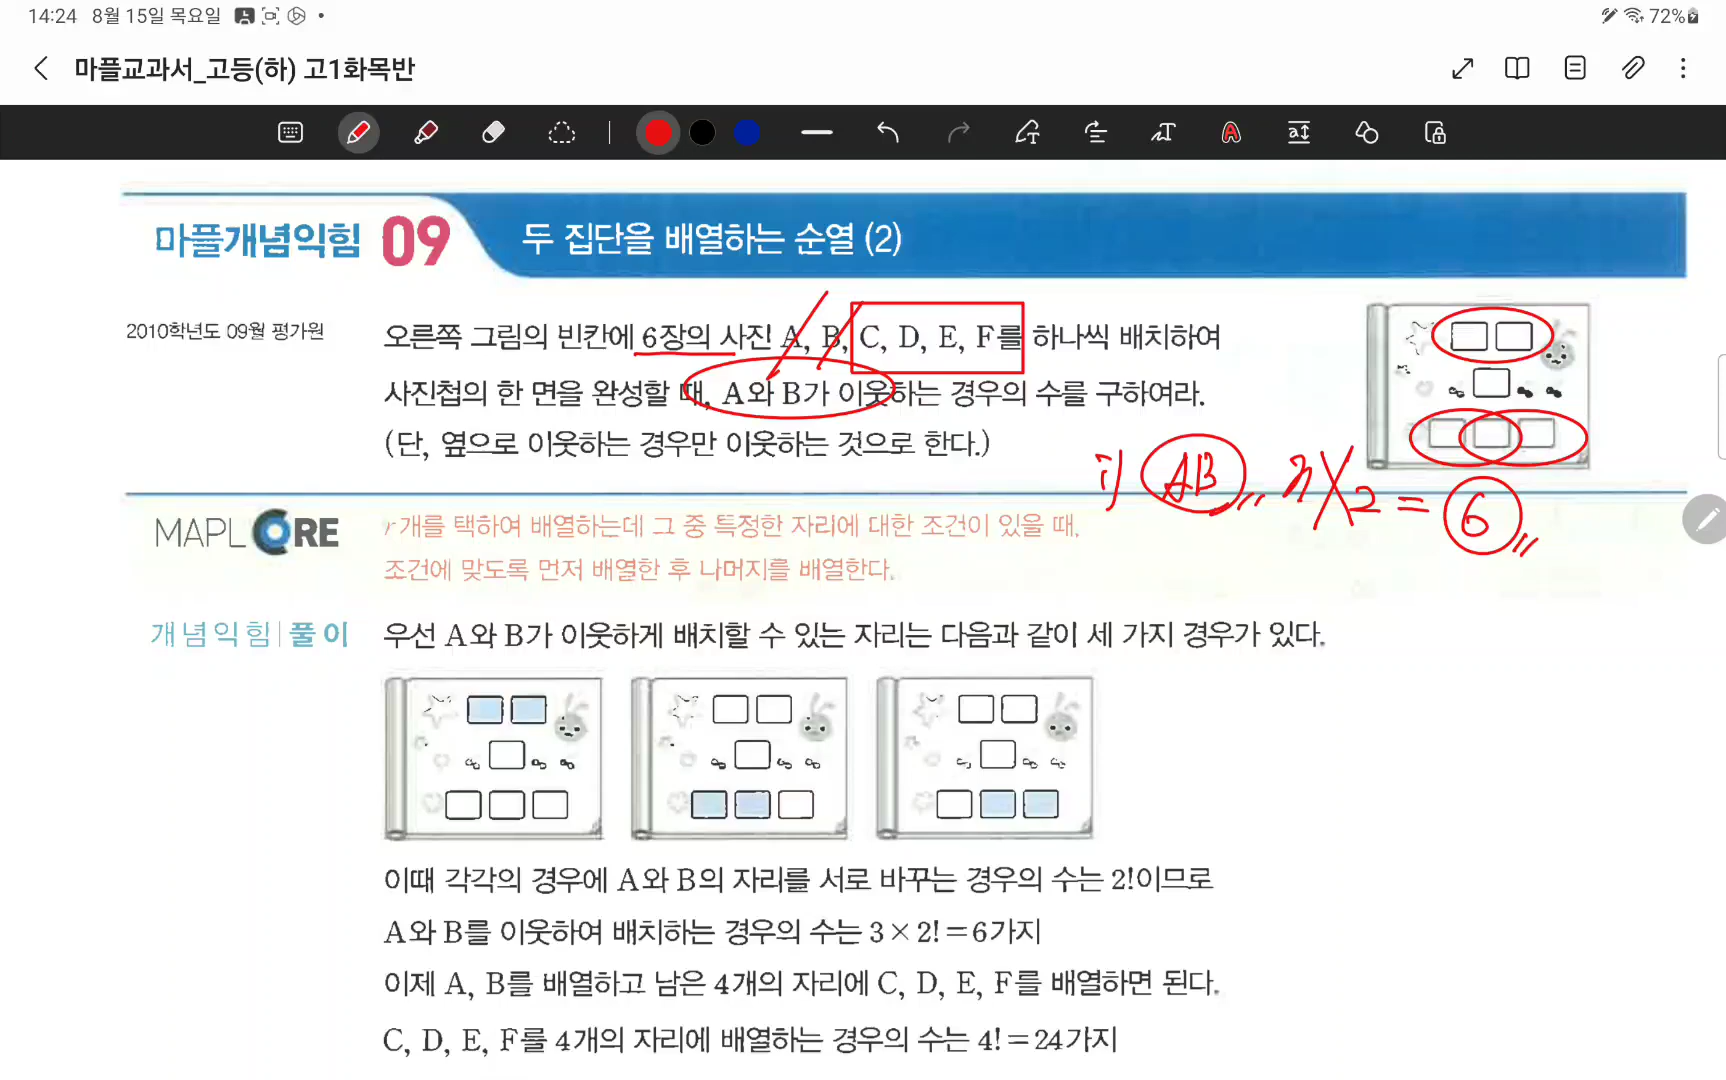 14:24 8월 15일 목요일
72%
마플교과서_고등(하) 고1화목반
마플개념익힘 09 두 집단을 배열하는 순열 (2)
2010학년도 09월 평가원
오른쪽 그림의 빈칸에 6장의 사진 A, B, C, D, E, F를 하나씩 배치하여
사진첩의 한 면을 완성할 때, A와 B가 이웃하는 경우의 수를 구하여라.
(단, 옆으로 이웃하는 경우만 이웃하는 것으로 한다.)
i) AB 3×2 = 6
MAPL CORE
r개를 택하여 배열하는데 그 중 특정한 자리에 대한 조건이 있을 때,
조건에 맞도록 먼저 배열한 후 나머지를 배열한다.
개념익힘 | 풀이
우선 A와 B가 이웃하게 배치할 수 있는 자리는 다음과 같이 세 가지 경우가 있다.
이때 각각의 경우에 A와 B의 자리를 서로 바꾸는 경우의 수는 2!이므로
A와 B를 이웃하여 배치하는 경우의 수는 3×2!=6가지
이제 A, B를 배열하고 남은 4개의 자리에 C, D, E, F를 배열하면 된다.
C, D, E, F를 4개의 자리에 배열하는 경우의 수는 4!=24가지